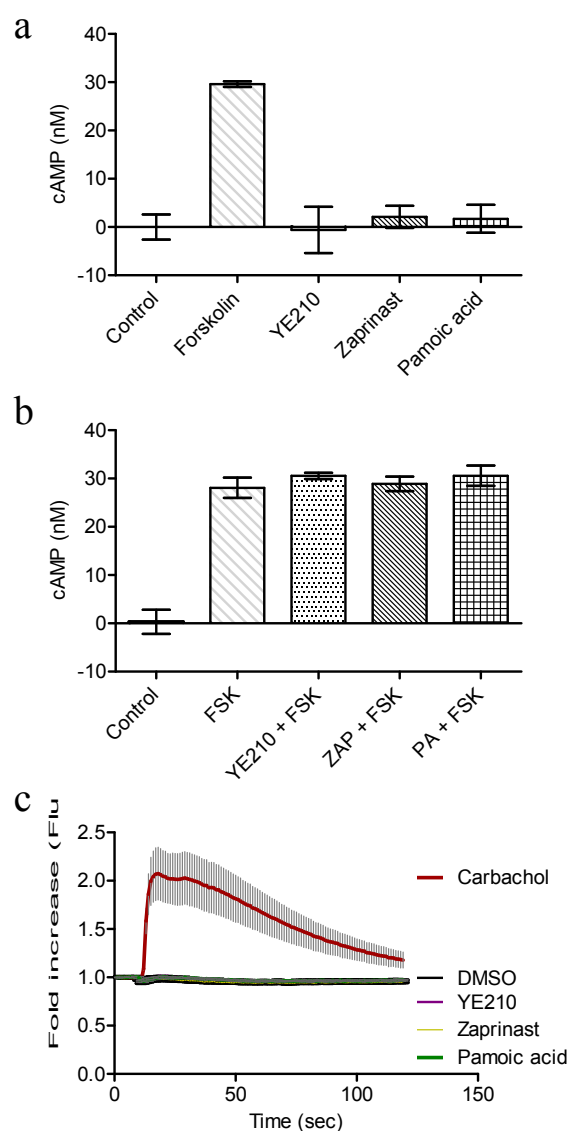 a
cAMP (nM)
40
30
20
10
0
-10
Control
Forskolin
YE210
Zaprinast
Pamoic acid
b
cAMP (nM)
40
30
20
10
0
-10
Control
FSK
YE210 + FSK
ZAP + FSK
PA + FSK
c
Fold increase (Flu
2.5
2.0
1.5
1.0
0.5
0.0
0
50
100
150
Time (sec)
Carbachol
DMSO
YE210
Zaprinast
Pamoic acid